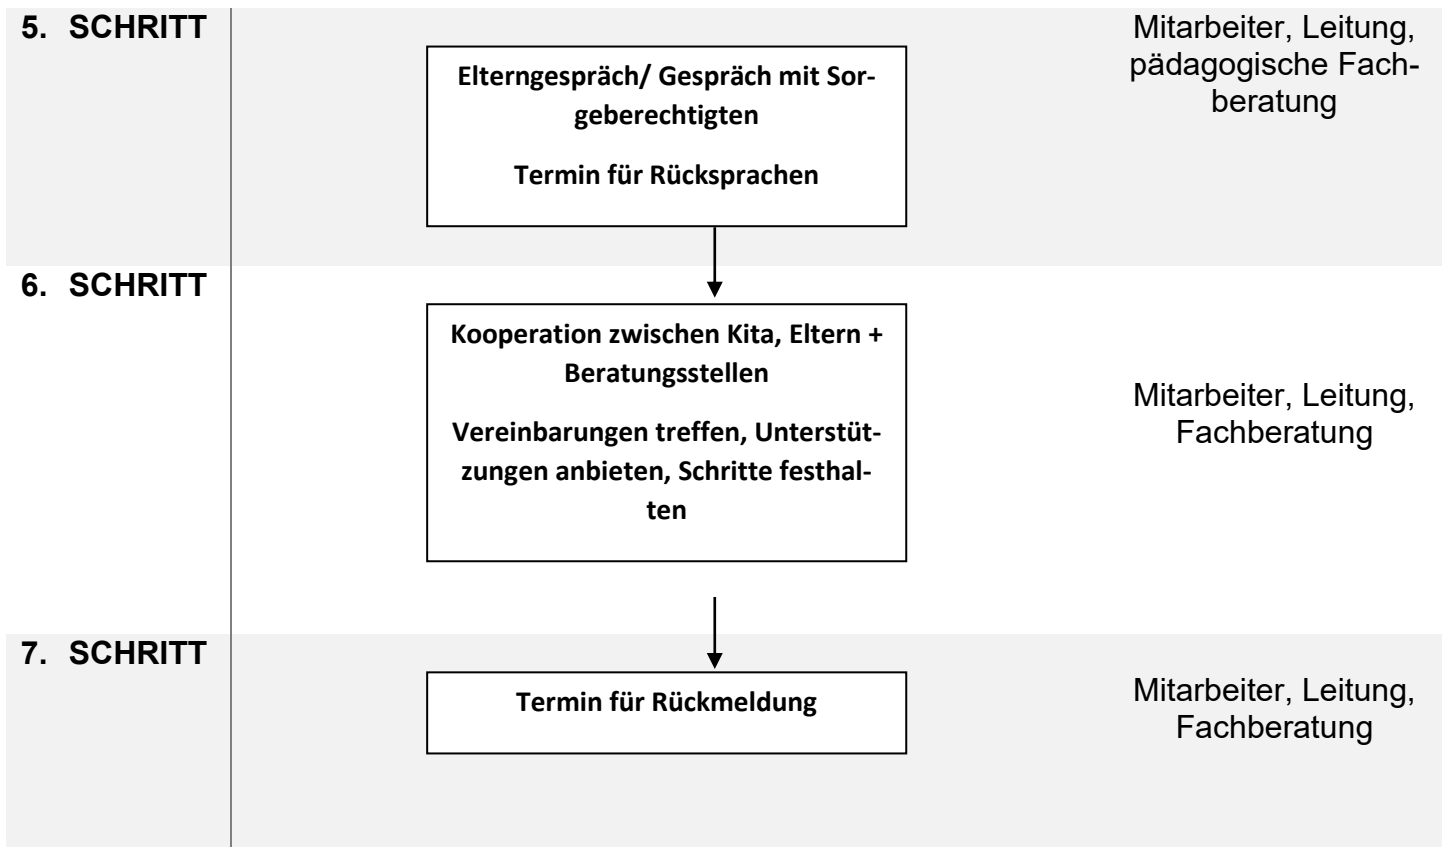 5. SCHRITT
Elterngespräch/ Gespräch mit Sor-
geberechtigten
Termin für Rücksprachen
Mitarbeiter, Leitung,
pädagogische Fach-
beratung
6. SCHRITT
Kooperation zwischen Kita, Eltern +
Beratungsstellen
Vereinbarungen treffen, Unterstüt-
zungen anbieten, Schritte festhal-
ten
Mitarbeiter, Leitung,
Fachberatung
7. SCHRITT
Termin für Rückmeldung
Mitarbeiter, Leitung,
Fachberatung